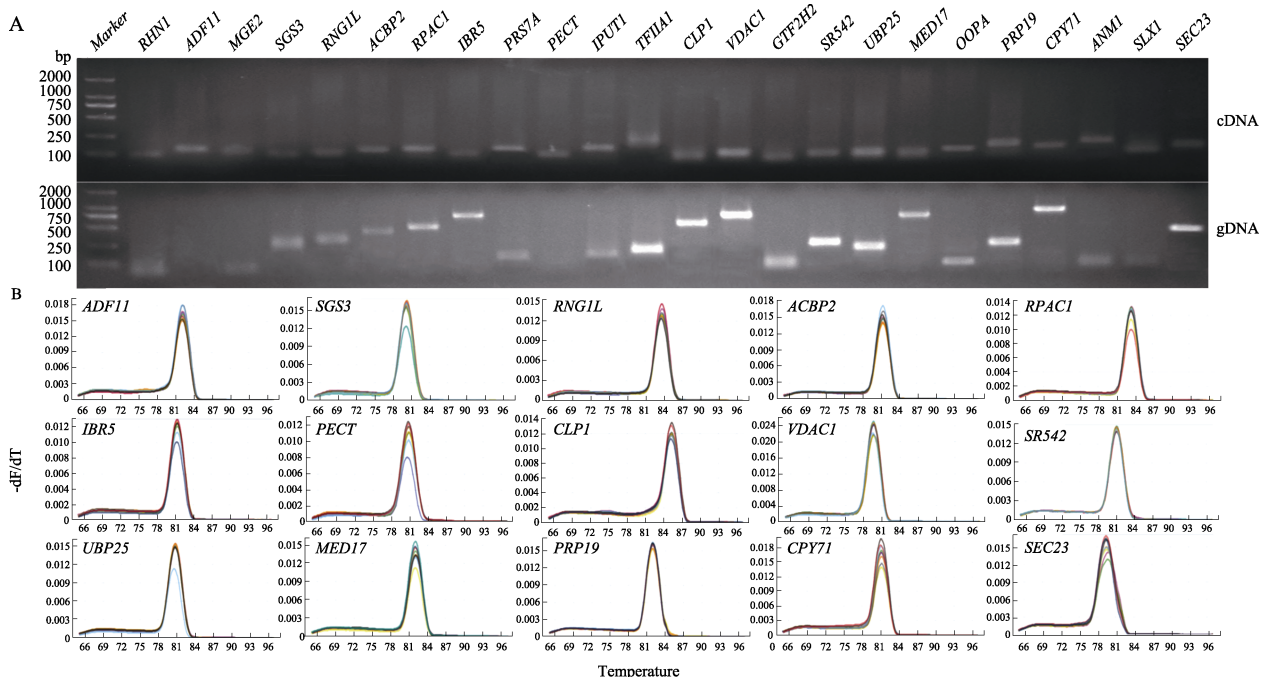 A
Marker RHN1 ADF11 MGE2 SGS3 RNG1L ACBP2 RPAC1 IBR5 PRS7A PECT IPUT1 TFIIA1 CLP1 VDAC1 GTF2H2 SR542 UBP25 MED17 OOPA PRP19 CPY71 ANM1 SLX1 SEC23
bp
2000
1000
750
500
250
100
cDNA
2000
1000
750
500
250
100
gDNA
B
-dF/dT
ADF11
0.018
0.015
0.012
0.009
0.006
0.003
0
66 69 72 75 78 81 84 87 90 93 96
SGS3
0.015
0.012
0.009
0.006
0.003
0
66 69 72 75 78 81 84 87 90 93 96
RNG1L
0.015
0.012
0.009
0.006
0.003
0
66 69 72 75 78 81 84 87 90 93 96
ACBP2
0.018
0.015
0.012
0.009
0.006
0.003
0
66 69 72 75 78 81 84 87 90 93 96
RPAC1
0.014
0.012
0.010
0.008
0.006
0.004
0.002
0
66 69 72 75 78 81 84 87 90 93 96
IBR5
0.012
0.010
0.008
0.006
0.004
0.002
0
66 69 72 75 78 81 84 87 90 93 96
PECT
0.012
0.010
0.008
0.006
0.004
0.002
0
66 69 72 75 78 81 84 87 90 93 96
CLP1
0.014
0.012
0.010
0.008
0.006
0.004
0.002
0
66 69 72 75 78 81 84 87 90 93 96
VDAC1
0.024
0.020
0.016
0.012
0.008
0.004
0
66 69 72 75 78 81 84 87 90 93 96
SR542
0.015
0.012
0.009
0.006
0.003
0
66 69 72 75 78 81 84 87 90 93 96
UBP25
0.015
0.012
0.009
0.006
0.003
0
66 69 72 75 78 81 84 87 90 93 96
MED17
0.015
0.012
0.009
0.006
0.003
0
66 69 72 75 78 81 84 87 90 93 96
PRP19
0.015
0.012
0.009
0.006
0.003
0
66 69 72 75 78 81 84 87 90 93 96
CPY71
0.018
0.015
0.012
0.009
0.006
0.003
0 66 69 72 75 78 81 84 87 90 93 96
SEC23
0.015
0.012
0.009
0.006
0.003
0
66 69 72 75 78 81 84 87 90 93 96
Temperature